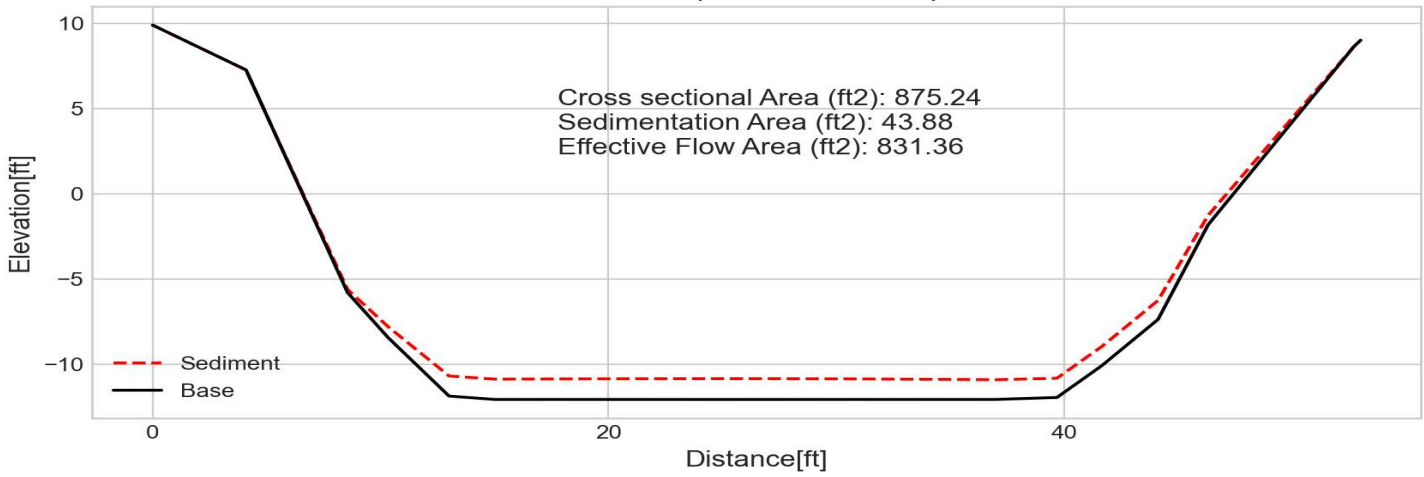 10
5
0
−5
−10
Elevation[ft]
Cross sectional Area (ft2): 875.24
Sedimentation Area (ft2): 43.88
Effective Flow Area (ft2): 831.36
Sediment
Base
0
20
40
Distance[ft]